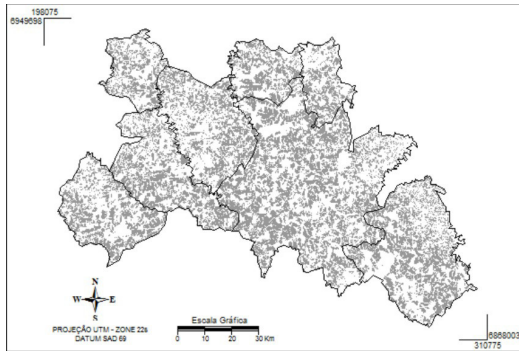 198075
6949698
N
W E
S
PROJEÇÃO UTM - ZONE 22s
DATUM SAD 69
Escala Gráfica
0 10 20 30 Km
6868003
310775